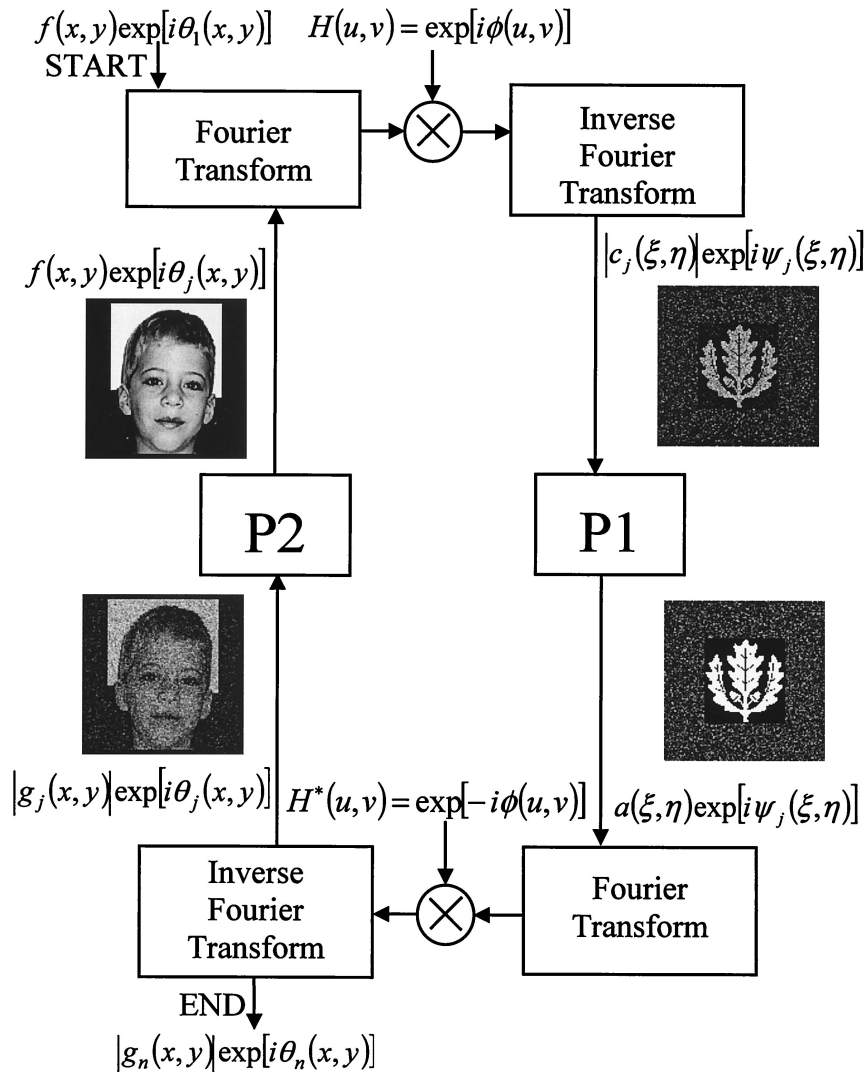 f(x, y)exp[iθ₁(x, y)]
H(u,v) = exp[iϕ(u,v)]
START
Fourier
Transform
Inverse
Fourier
Transform
f(x, y)exp[iθⱼ(x, y)]
|cⱼ(ξ,η)|exp[iψⱼ(ξ,η)]
P2
P1
|gⱼ(x, y)|exp[iθⱼ(x, y)]
H*(u,v) = exp[-iϕ(u,v)]
a(ξ,η)exp[iψⱼ(ξ,η)]
Inverse
Fourier
Transform
Fourier
Transform
END
|gₙ(x, y)|exp[iθₙ(x, y)]